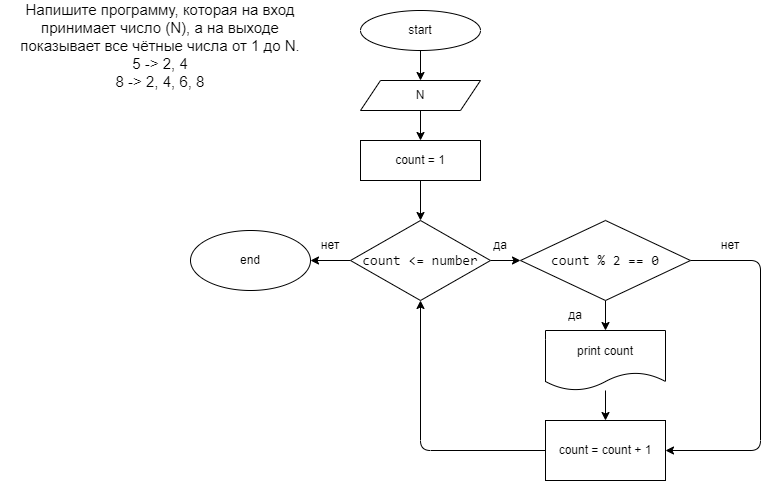 Напишите программу, которая на вход
принимает число (N), а на выходе
показывает все чётные числа от 1 до N.
5 -> 2, 4
8 -> 2, 4, 6, 8
start
N
count = 1
нет
да
нет
end
count <= number
count % 2 == 0
да
print count
count = count + 1